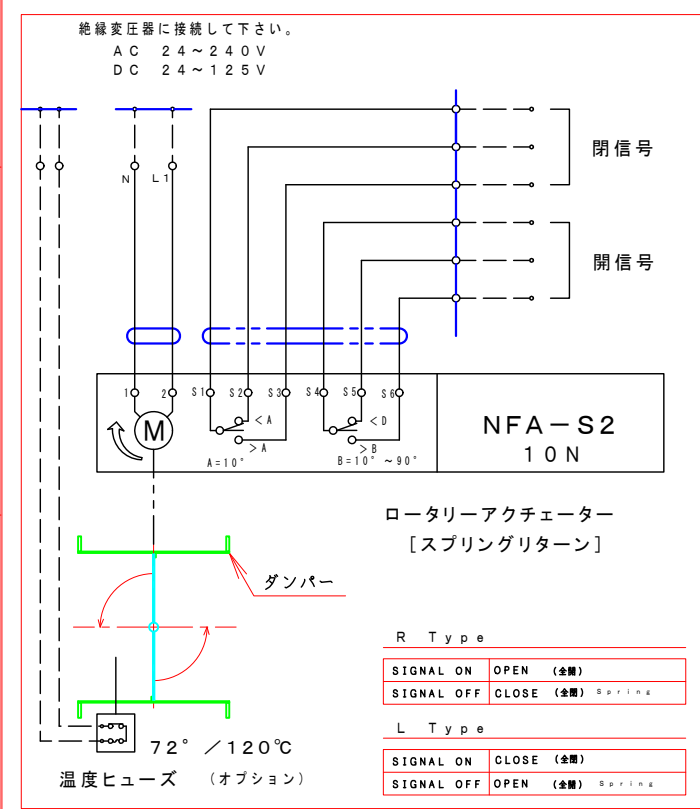 絶縁変圧器に接続して下さい。
AC 24~240V
DC 24~125V
N L1
閉信号
開信号
1 2 S1 S2 S3 S4 S5 S6
M
<A
>A
A=10°
<D
>B
B=10°~90°
NFA-S2
10N
ロータリーアクチェーター
[スプリングリターン]
ダンパー
R Type
SIGNAL ON OPEN (全開)
SIGNAL OFF CLOSE (全閉) Spring
L Type
SIGNAL ON CLOSE (全閉)
SIGNAL OFF OPEN (全開) Spring
72°/120℃
温度ヒューズ (オプション)